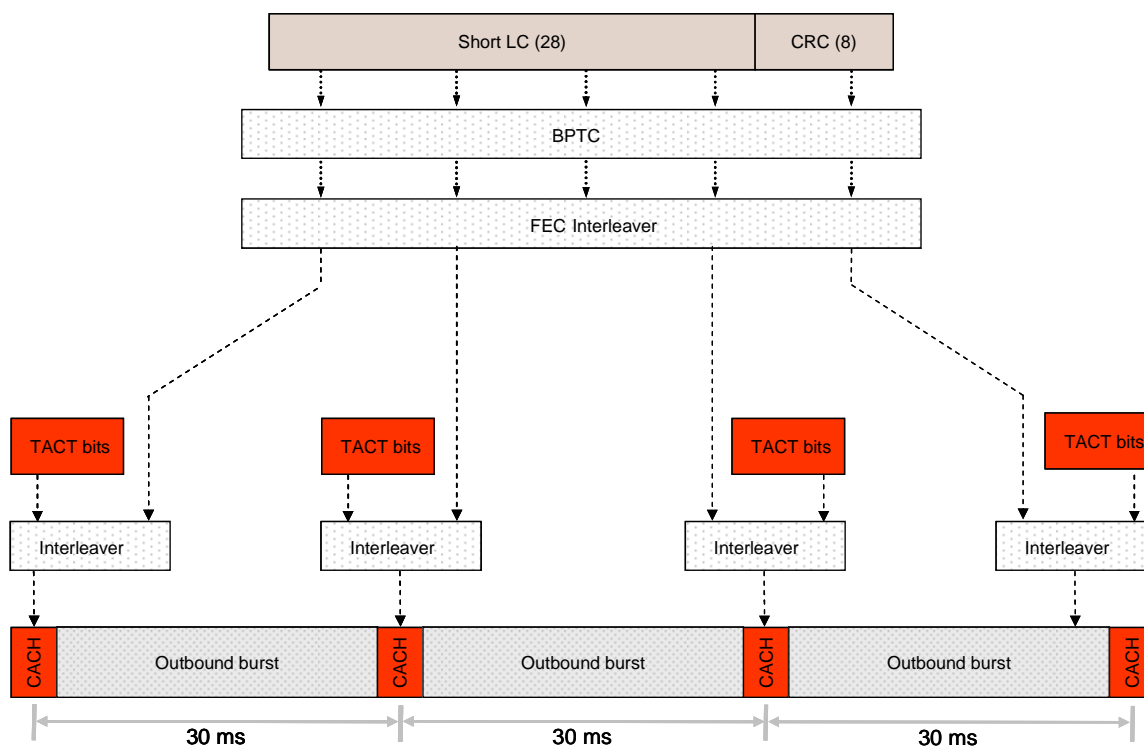 Short LC (28)
CRC (8)
BPTC
FEC Interleaver
TACT bits
TACT bits
TACT bits
TACT bits
Interleaver
Interleaver
Interleaver
Interleaver
CACH
Outbound burst
CACH
Outbound burst
CACH
Outbound burst
CACH
30 ms
30 ms
30 ms